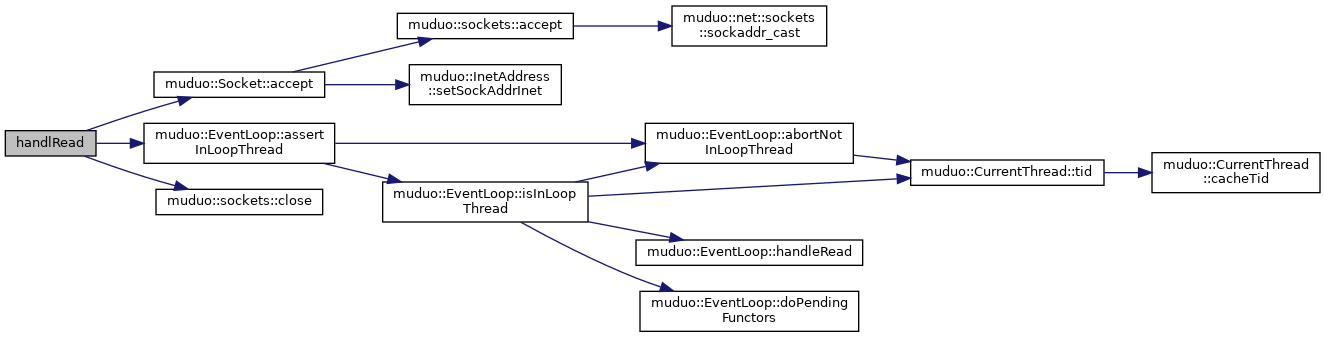 handlRead
muduo::Socket::accept
muduo::EventLoop::assert
InLoopThread
muduo::sockets::close
muduo::sockets::accept
muduo::InetAddress
::setSockAddrInet
muduo::EventLoop::isInLoop
Thread
muduo::net::sockets
::sockaddr_cast
muduo::EventLoop::abortNot
InLoopThread
muduo::EventLoop::handleRead
muduo::EventLoop::doPending
Functors
muduo::CurrentThread::tid
muduo::CurrentThread
::cacheTid